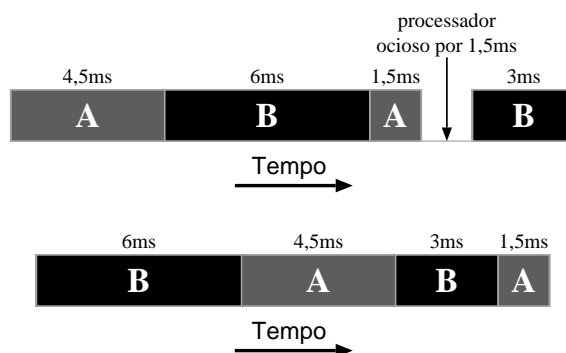 processador
ocioso por 1,5ms
4,5ms 6ms 1,5ms 3ms
A B A B
Tempo
6ms 4,5ms 3ms 1,5ms
B A B A
Tempo